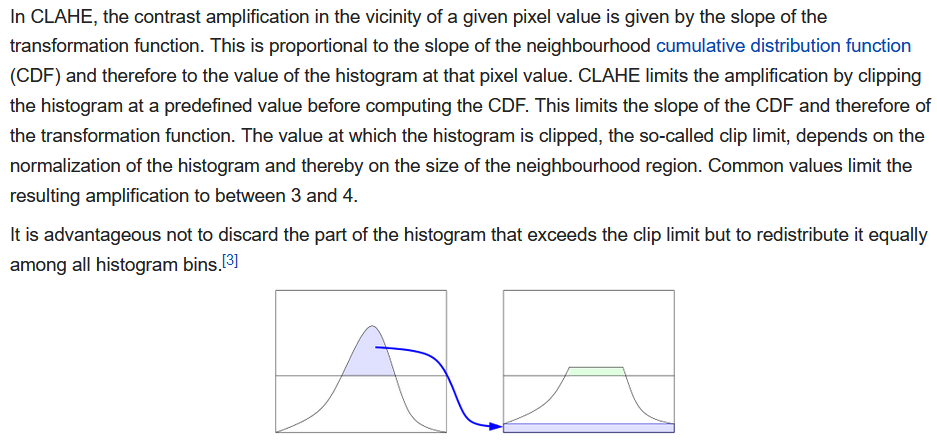 In CLAHE, the contrast amplification in the vicinity of a given pixel value is given by the slope of the
transformation function. This is proportional to the slope of the neighbourhood cumulative distribution function
(CDF) and therefore to the value of the histogram at that pixel value. CLAHE limits the amplification by clipping
the histogram at a predefined value before computing the CDF. This limits the slope of the CDF and therefore of
the transformation function. The value at which the histogram is clipped, the so-called clip limit, depends on the
normalization of the histogram and thereby on the size of the neighbourhood region. Common values limit the
resulting amplification to between 3 and 4.
It is advantageous not to discard the part of the histogram that exceeds the clip limit but to redistribute it equally
among all histogram bins.[3]